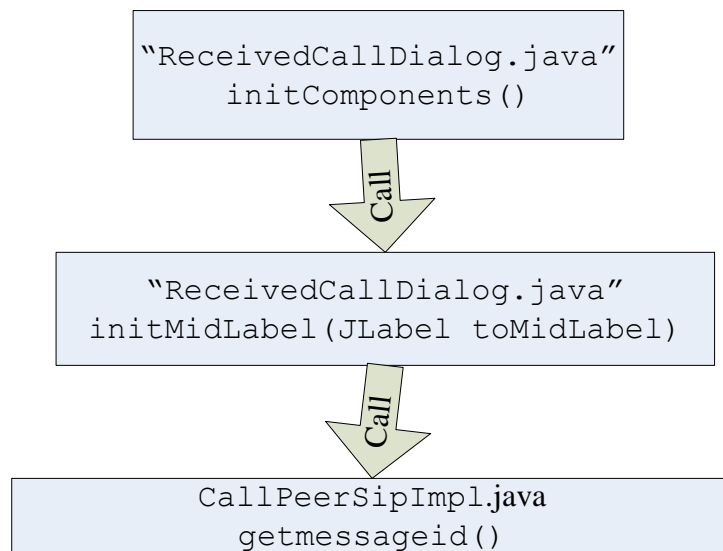 “ReceivedCallDialog.java”
initComponents()
Call
“ReceivedCallDialog.java”
initMidLabel(JLabel toMidLabel)
Call
CallPeerSipImpl.java
getmessageid()